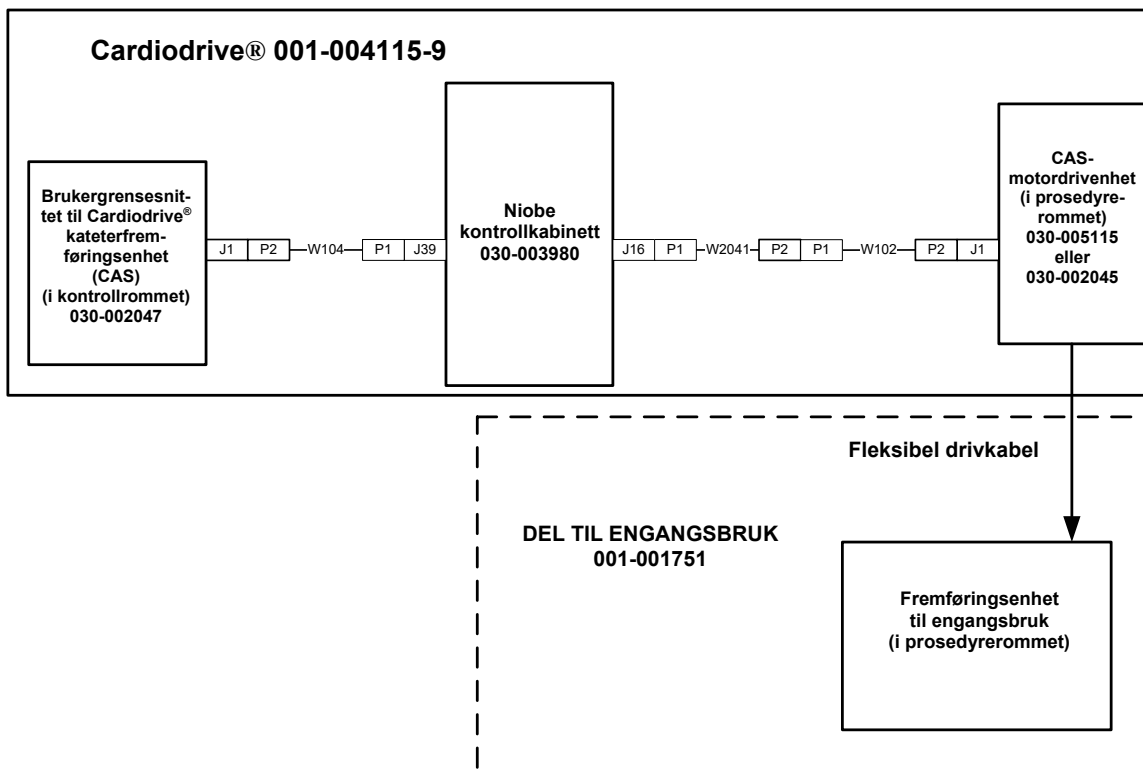 Cardiodrive® 001-004115-9
Brukergrensesnit-
tet til Cardiodrive®
kateterfrem-
føringsenhet
(CAS)
(i kontrollrommet)
030-002047
J1 P2 W104 P1 J39
Niobe
kontrollkabinett
030-003980
J16 P1 W2041 P2 P1 W102 P2 J1
CAS-
motordrivenhet
(i prosedyre-
rommet)
030-005115
eller
030-002045
Fleksibel drivkabel
DEL TIL ENGANGSBRUK
001-001751
Fremføringsenhet
til engangsbruk
(i prosedyrerommet)